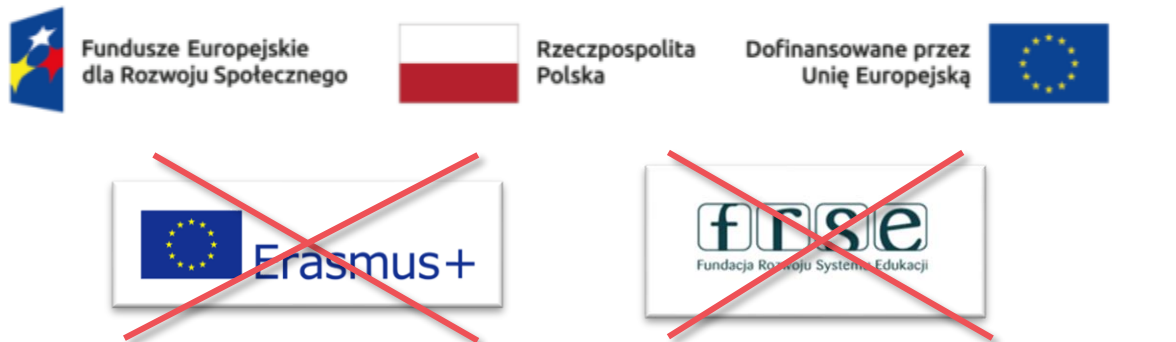 Fundusze Europejskie
dla Rozwoju Społecznego
Rzeczpospolita
Polska
Dofinansowane przez
Unię Europejską
Erasmus+
frse
Fundacja Rozwoju Systemu Edukacji